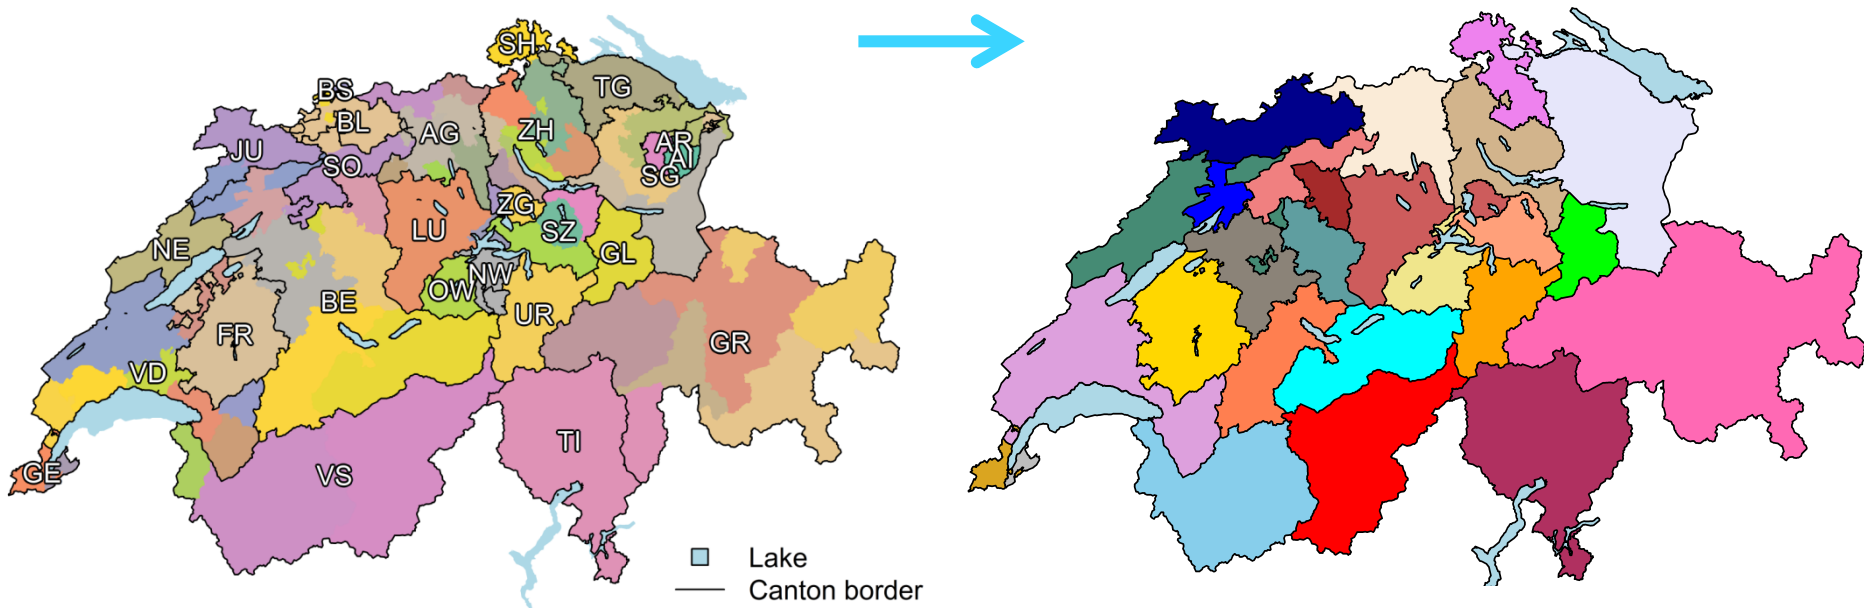 SH
TG
BS
BL
AG
ZH
AR
AI
JU
SO
SG
ZG
LU
SZ
NE
GL
NW
OW
BE
UR
FR
GR
VD
TI
GE
VS
Lake
Canton border